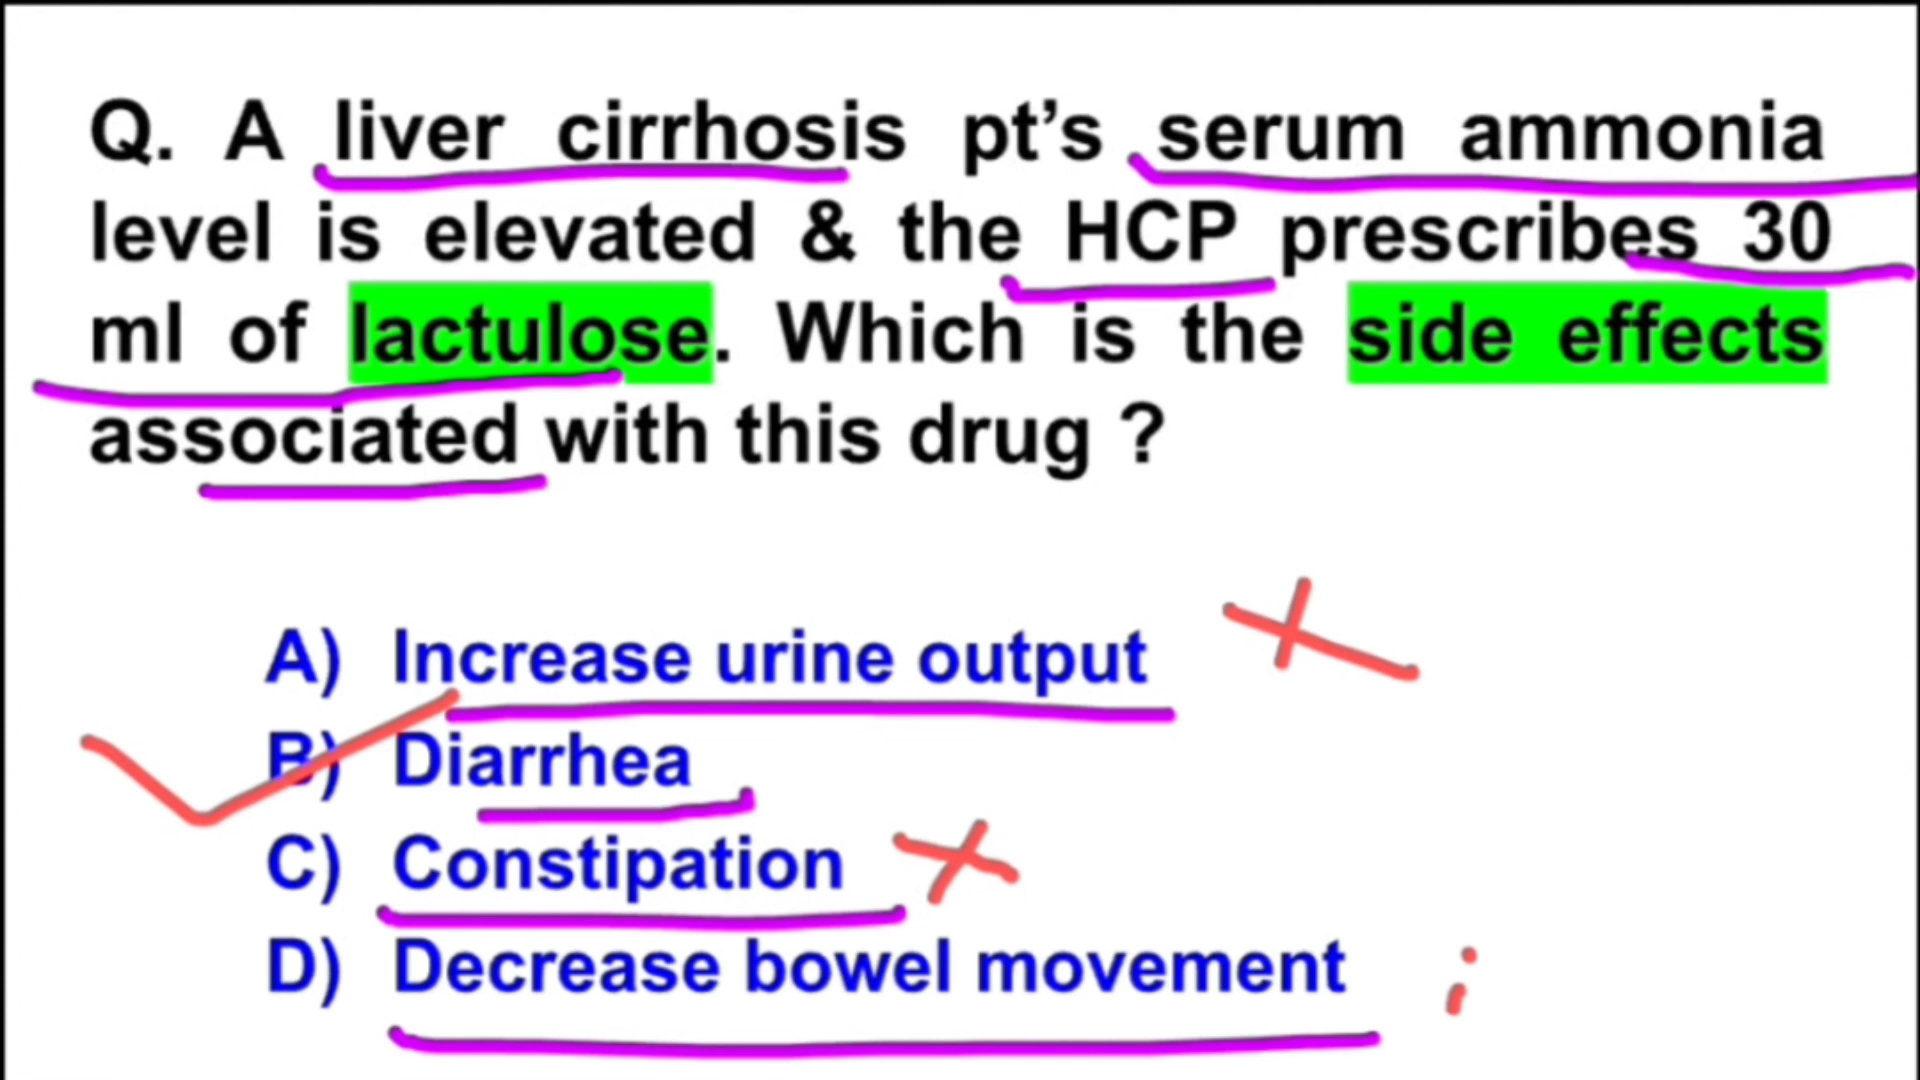 Q. A liver cirrhosis pt’s serum ammonia
level is elevated & the HCP prescribes 30
ml of lactulose. Which is the side effects
associated with this drug ?
A) Increase urine output
B) Diarrhea
C) Constipation
D) Decrease bowel movement